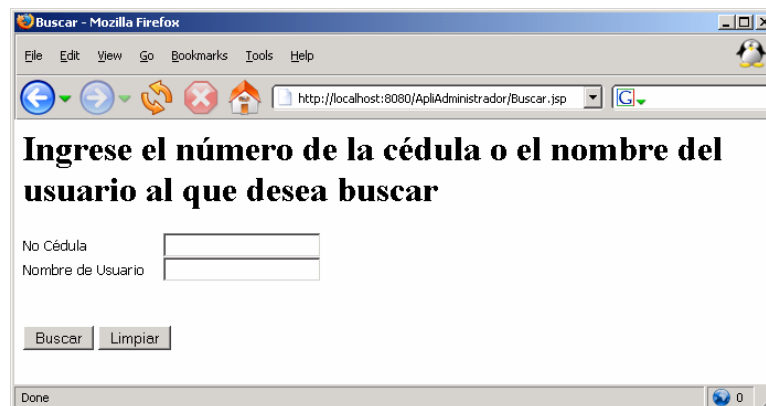 Buscar - Mozilla Firefox
File Edit View Go Bookmarks Tools Help
http://localhost:8080/ApliAdministrador/Buscar.jsp G
Ingrese el número de la cédula o el nombre del
usuario al que desea buscar
No Cédula
Nombre de Usuario
Buscar Limpiar
Done 0